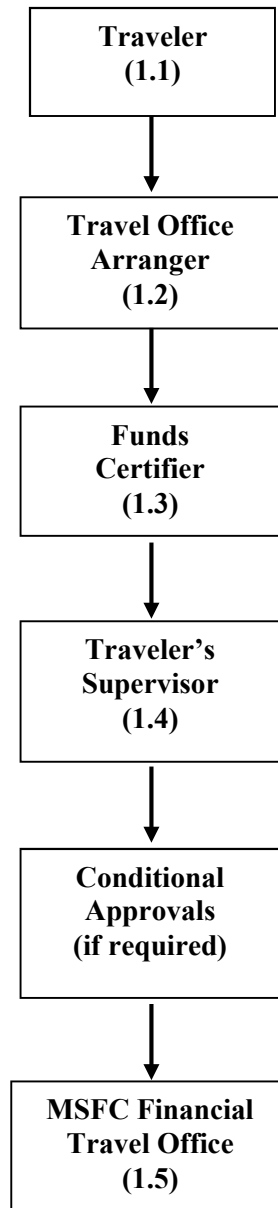 Traveler
(1.1)
Travel Office
Arranger
(1.2)
Funds
Certifier
(1.3)
Traveler’s
Supervisor
(1.4)
Conditional
Approvals
(if required)
MSFC Financial
Travel Office
(1.5)